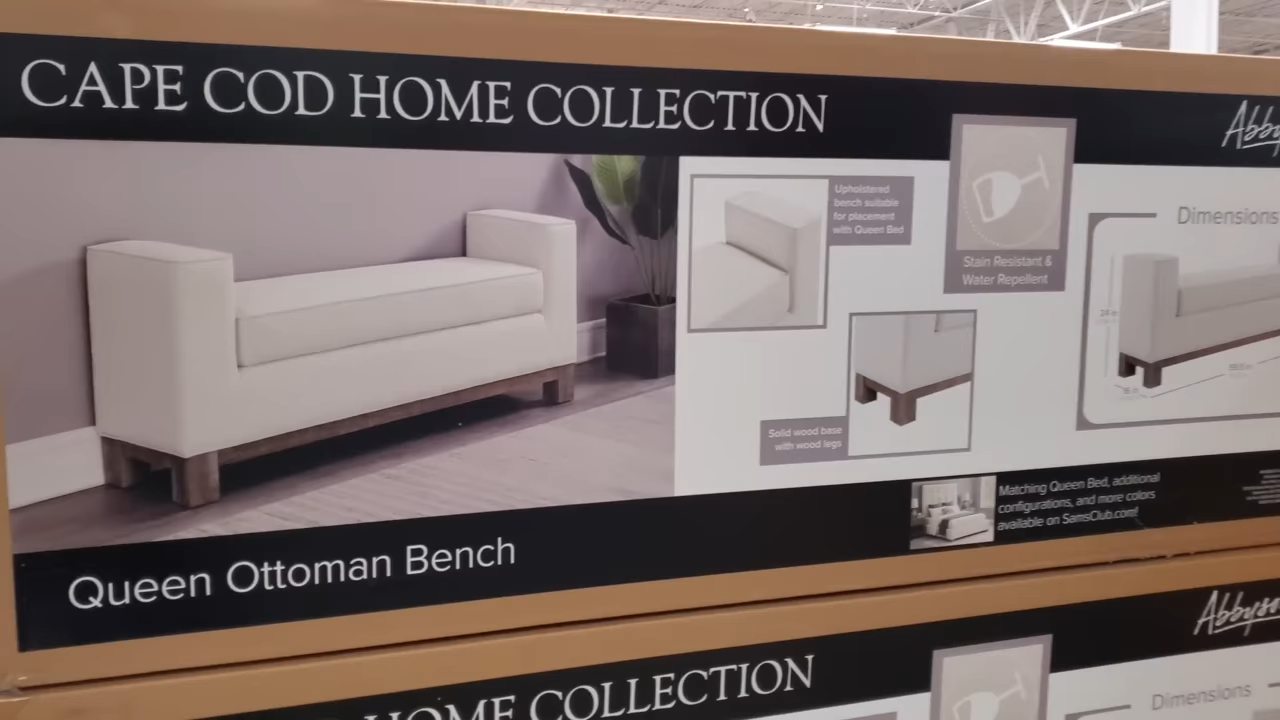 CAPE COD HOME COLLECTION
Abby
Upholstered
bench suitable
for placement
with Queen Bed
Stain Resistant &
Water Repellent
Dimensions
Solid wood base
with wood legs
Matching Queen Bed, additional
configurations, and more colors
available on SamsClub.com!
Queen Ottoman Bench
Abbyso
HOME COLLECTION
Dimensions